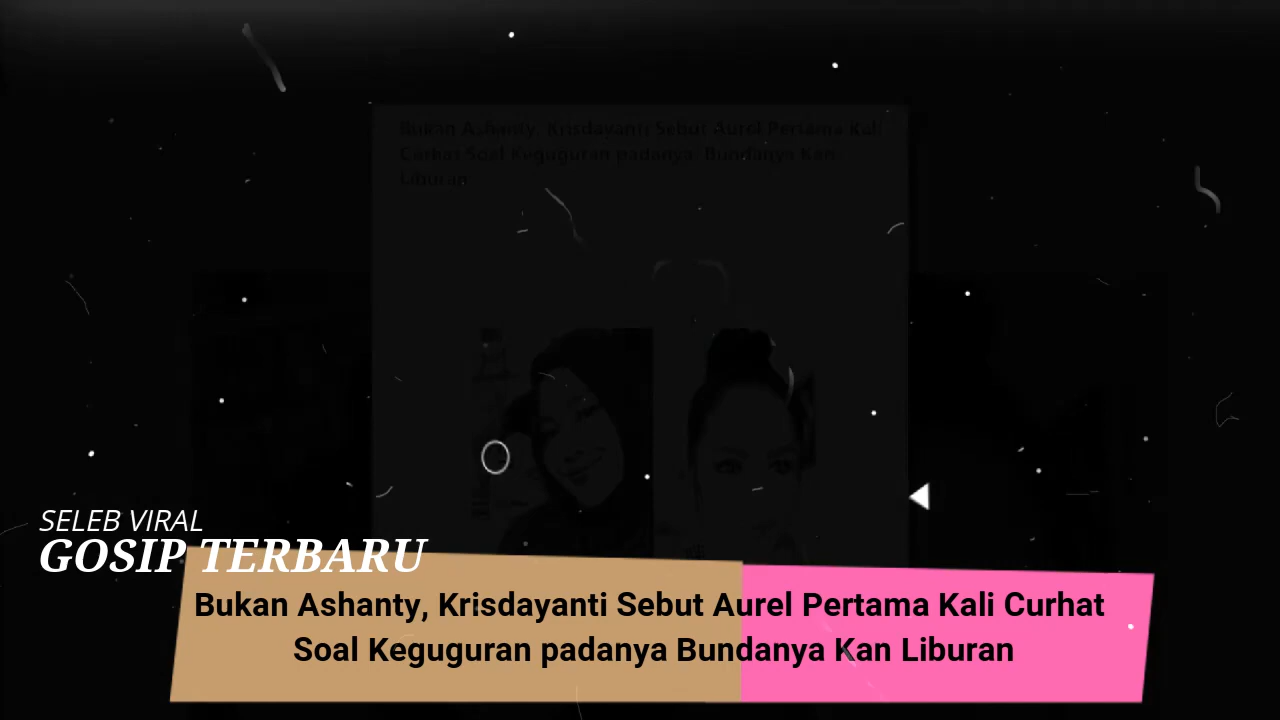 Bukan Ashanty, Krisdayanti Sebut Aurel Pertama Kali
Curhat Soal Keguguran padanya Bundanya Kan
Liburan
SELEB VIRAL
GOSIP TERBARU
Bukan Ashanty, Krisdayanti Sebut Aurel Pertama Kali Curhat
Soal Keguguran padanya Bundanya Kan Liburan